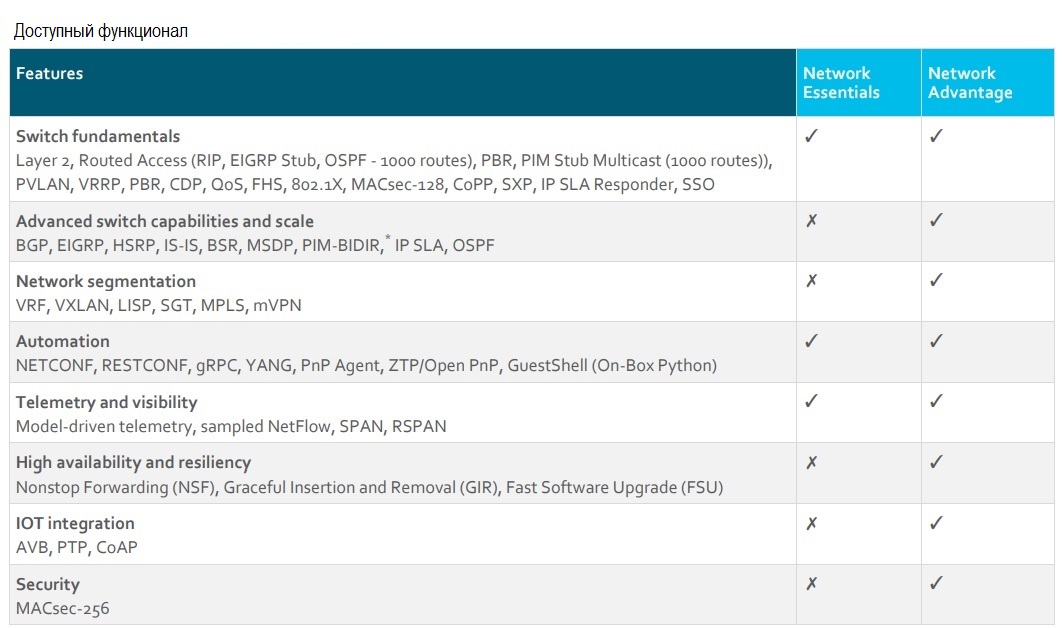 Доступный функционал
Features
Network
Essentials
Network
Advantage
Switch fundamentals
✓ ✓
Layer 2, Routed Access (RIP, EIGRP Stub, OSPF - 1000 routes), PBR, PIM Stub Multicast (1000 routes)),
PVLAN, VRRP, PBR, CDP, QoS, FHS, 802.1X, MACsec-128, CoPP, SXP, IP SLA Responder, SSO
Advanced switch capabilities and scale
✗ ✓
BGP, EIGRP, HSRP, IS-IS, BSR, MSDP, PIM-BIDIR,* IP SLA, OSPF
Network segmentation
✗ ✓
VRF, VXLAN, LISP, SGT, MPLS, mVPN
Automation
✓ ✓
NETCONF, RESTCONF, gRPC, YANG, PnP Agent, ZTP/Open PnP, GuestShell (On-Box Python)
Telemetry and visibility
✓ ✓
Model-driven telemetry, sampled NetFlow, SPAN, RSPAN
High availability and resiliency
✗ ✓
Nonstop Forwarding (NSF), Graceful Insertion and Removal (GIR), Fast Software Upgrade (FSU)
IOT integration
✗ ✓
AVB, PTP, CoAP
Security
✗ ✓
MACsec-256